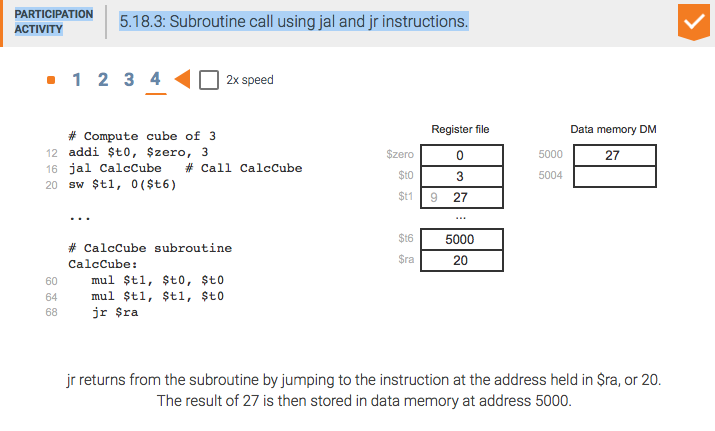 PARTICIPATION
ACTIVITY
5.18.3: Subroutine call using jal and jr instructions.
1 2 3 4 2x speed
# Compute cube of 3
12 addi $t0, $zero, 3
16 jal CalcCube # Call CalcCube
20 sw $t1, 0($t6)
...
# CalcCube subroutine
CalcCube:
60 mul $t1, $t0, $t0
64 mul $t1, $t1, $t0
68 jr $ra
Register file
$zero 0
$t0 3
$t1 9 27
...
$t6 5000
$ra 20
Data memory DM
5000 27
5004
jr returns from the subroutine by jumping to the instruction at the address held in $ra, or 20.
The result of 27 is then stored in data memory at address 5000.